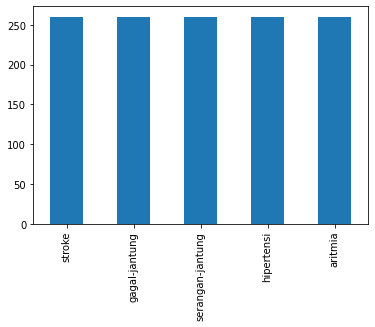 250
200
150
100
50
0
stroke
gagal-jantung
serangan-jantung
hipertensi
aritmia